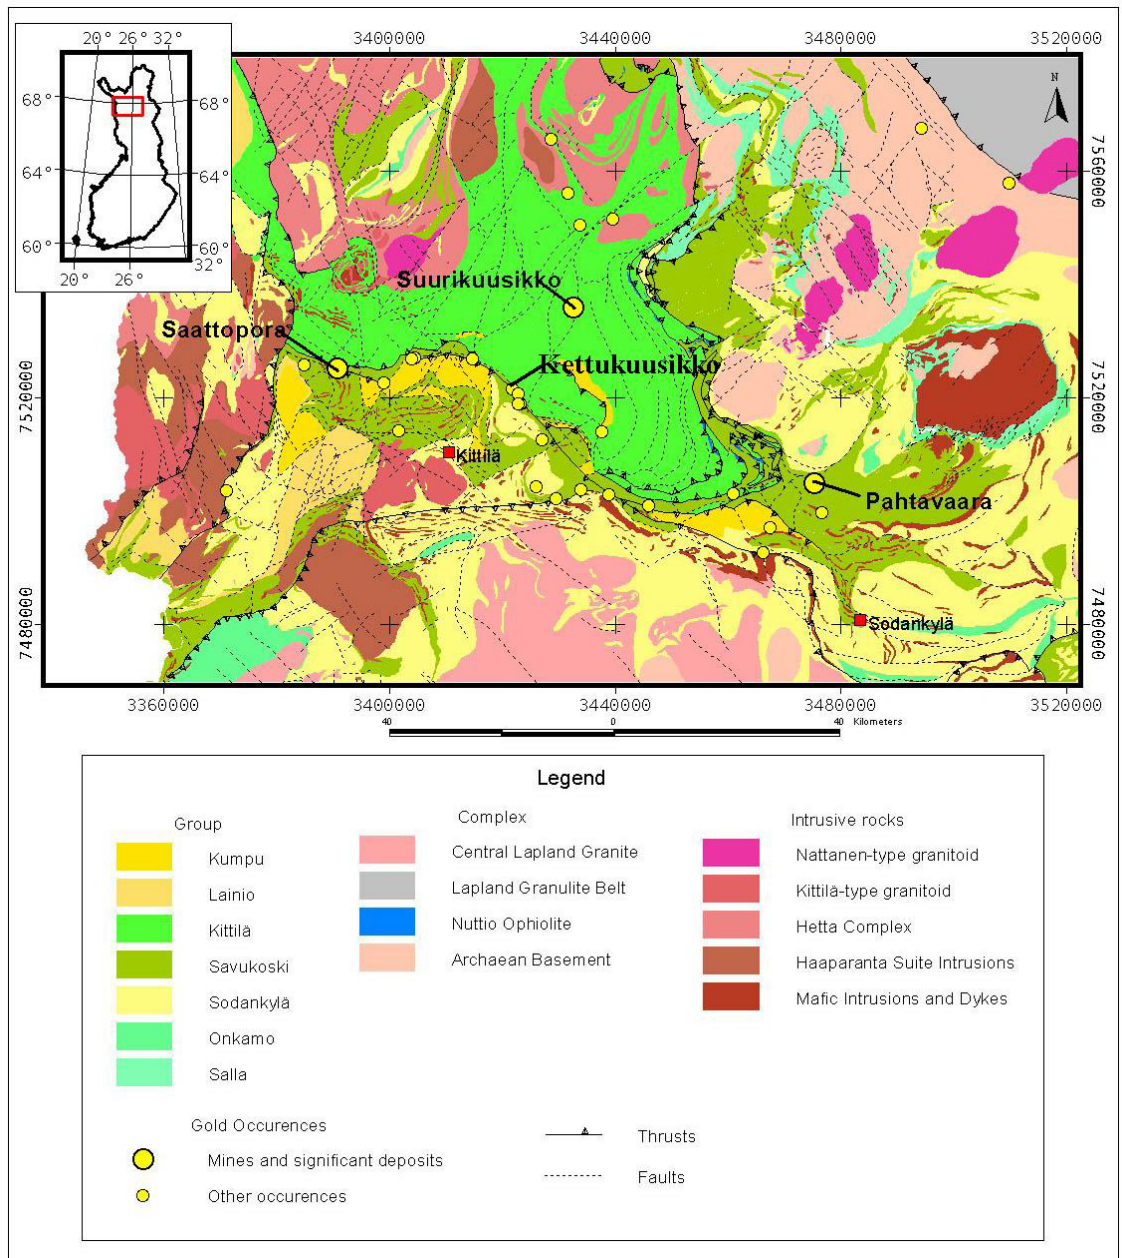 3400000 3440000 3480000 3520000
20° 26° 32°
68° 68°
64° 64°
60° 60°
32°
20° 26°
N
7560000
7560000
Suurikuusikko
Saattopora
Kettukuusikko
7520000
7520000
Kittilä
Pahtavaara
7480000
7480000
Sodankylä
3360000 3400000 3440000 3480000 3520000
40 0 40 Kilometers
Legend
Group
Kumpu
Lainio
Kittilä
Savukoski
Sodankylä
Onkamo
Salla
Complex
Central Lapland Granite
Lapland Granulite Belt
Nuttio Ophiolite
Archaean Basement
Intrusive rocks
Nattanen-type granitoid
Kittilä-type granitoid
Hetta Complex
Haaparanta Suite Intrusions
Mafic Intrusions and Dykes
Gold Occurences
Mines and significant deposits
Other occurences
Thrusts
Faults